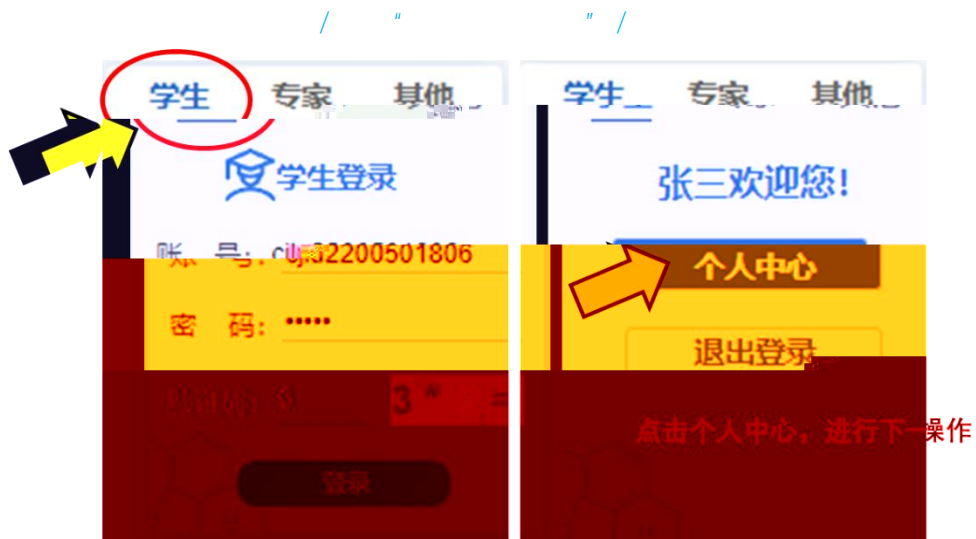 / “ ” /
学生 专家 其他
学生登录
账 号:
密 码: •••••
3 * =
登录
学生 专家 其他
张三欢迎您!
个人中心
退出登录
点击个人中心。进行下一操作